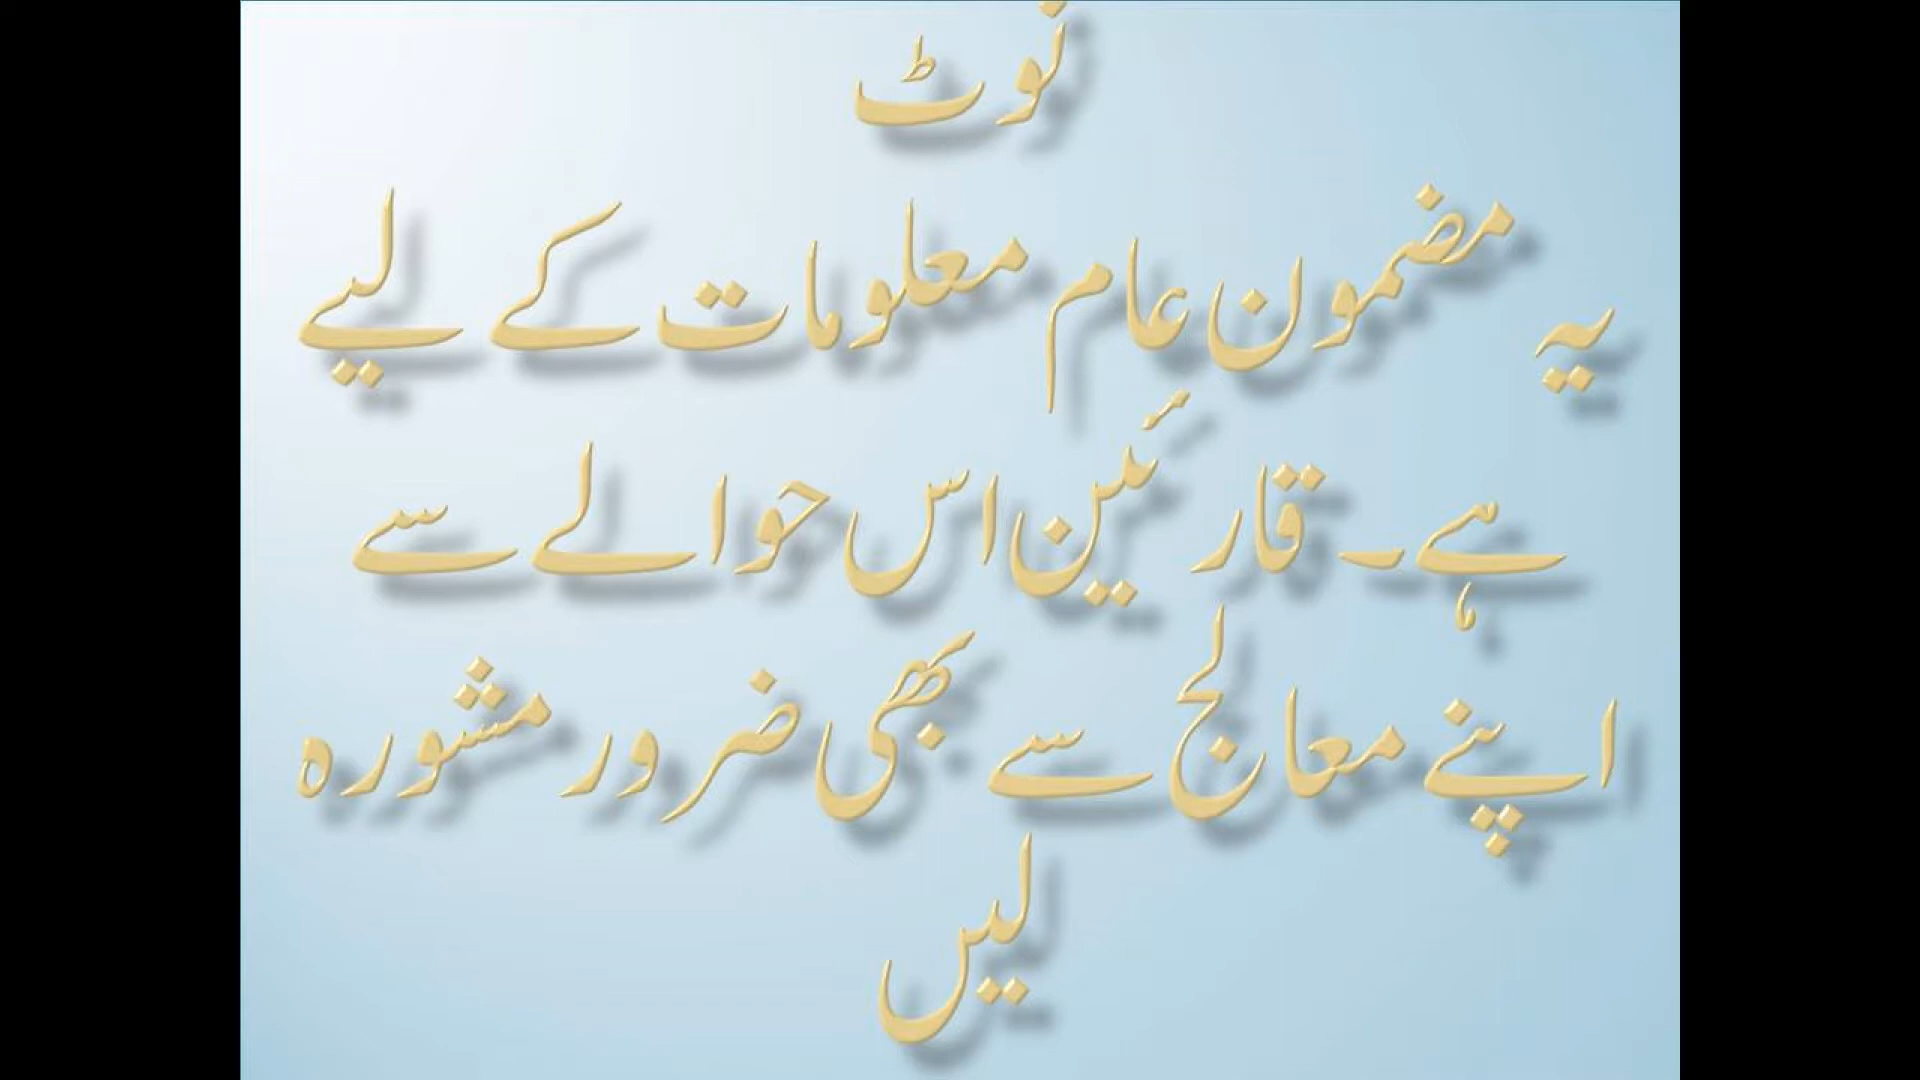 نوٹ
یہ مضمون عام معلومات کے لیے
ہے۔ قارئین اس حوالے سے
اپنے معالج سے بھی ضرور مشورہ
لیں